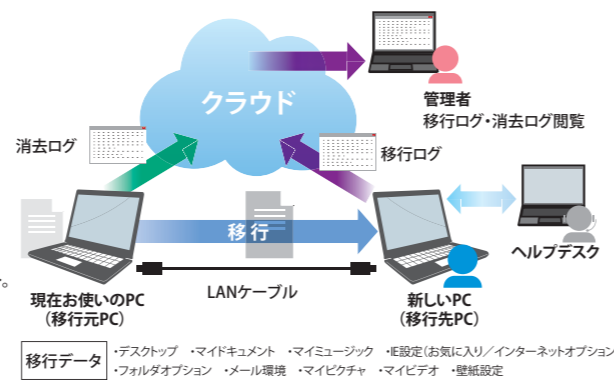 クラウド
管理者
移行ログ・消去ログ閲覧
消去ログ
移行ログ
移 行
ヘルプデスク
。
現在お使いのPC
（移行元PC）
LANケーブル
新しいPC
（移行先PC）
移行データ
・デスクトップ ・マイドキュメント ・マイミュージック ・IE設定（お気に入り／インターネットオプション
・フォルダオプション ・メール環境 ・マイピクチャ ・マイビデオ ・壁紙設定